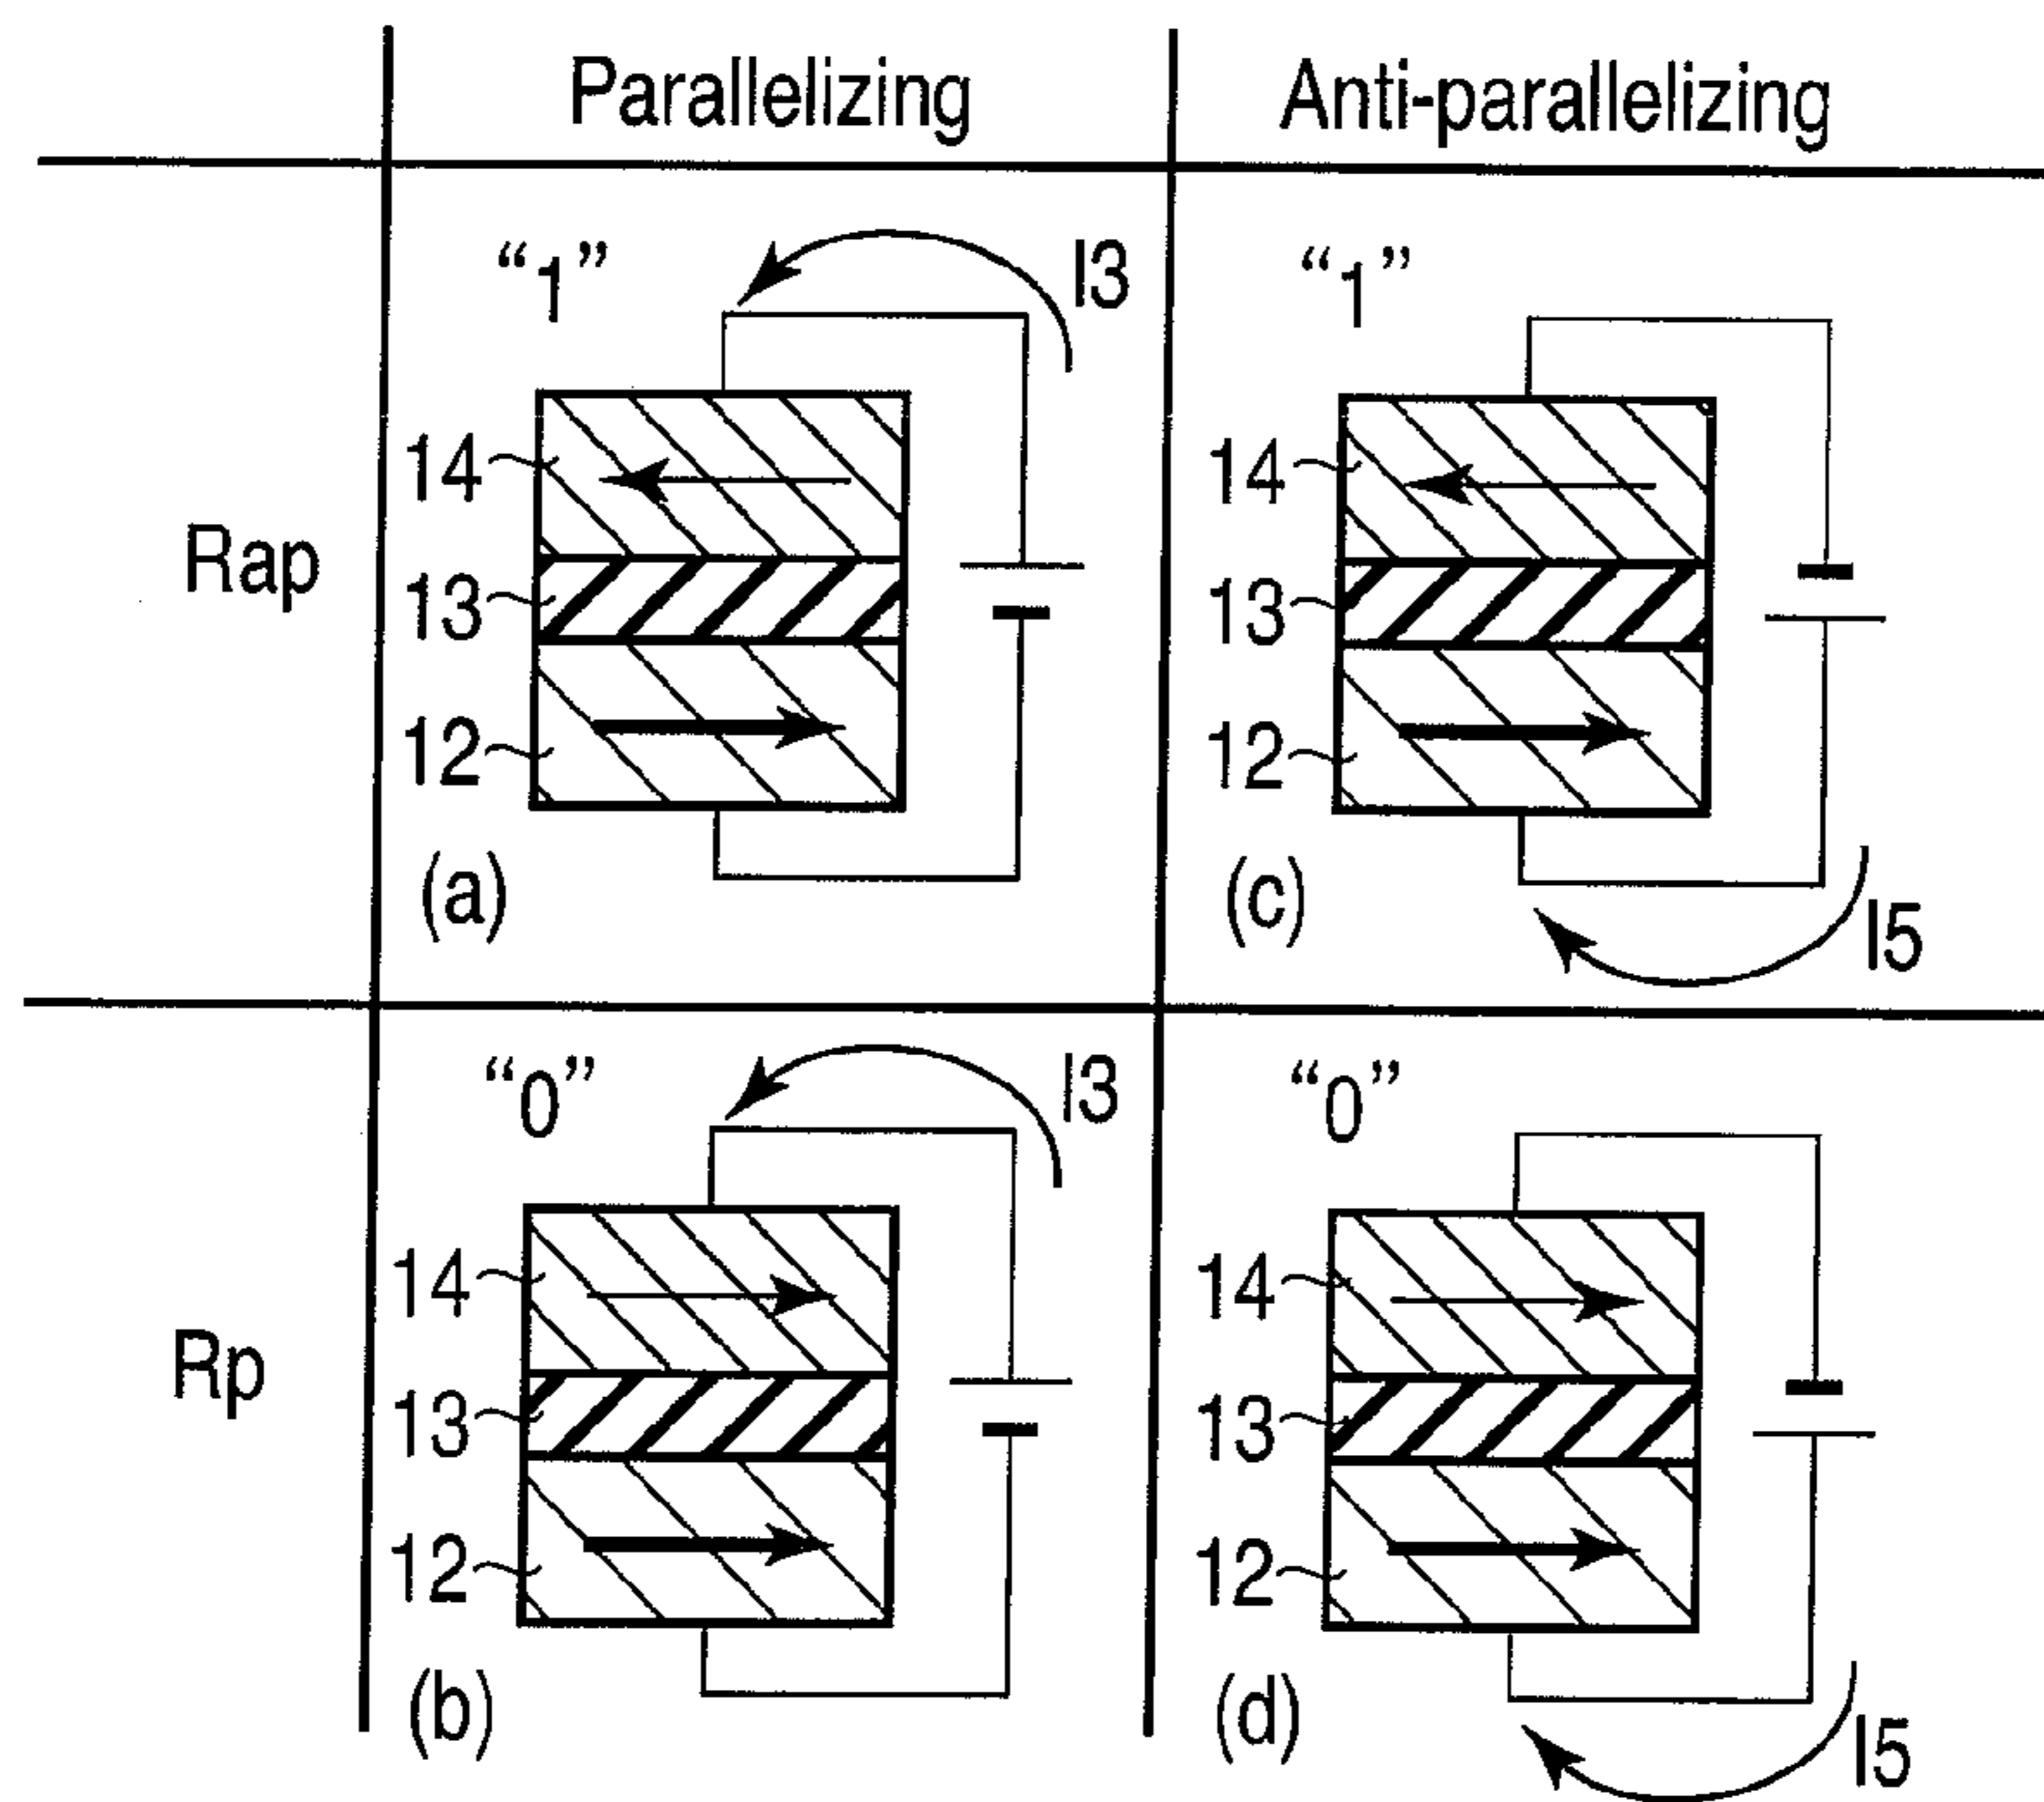 Parallelizing
Anti-parallelizing
Rap
“1”
I3
14
13
12
(a)
“1”
14
13
12
(c)
I5
Rp
“0”
I3
14
13
12
(b)
“0”
14
13
12
(d)
I5